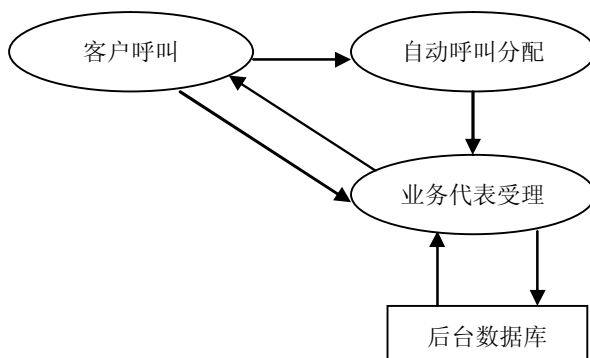 客户呼叫
自动呼叫分配
业务代表受理
后台数据库